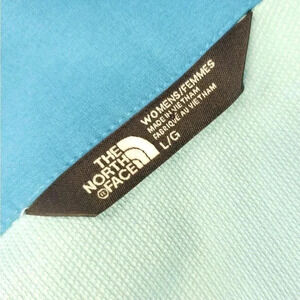 THE
NORTH
FACE
WOMENS/FEMMES
MADE IN VIETNAM
FABRIQUÉ AU VIETNAM
L/G